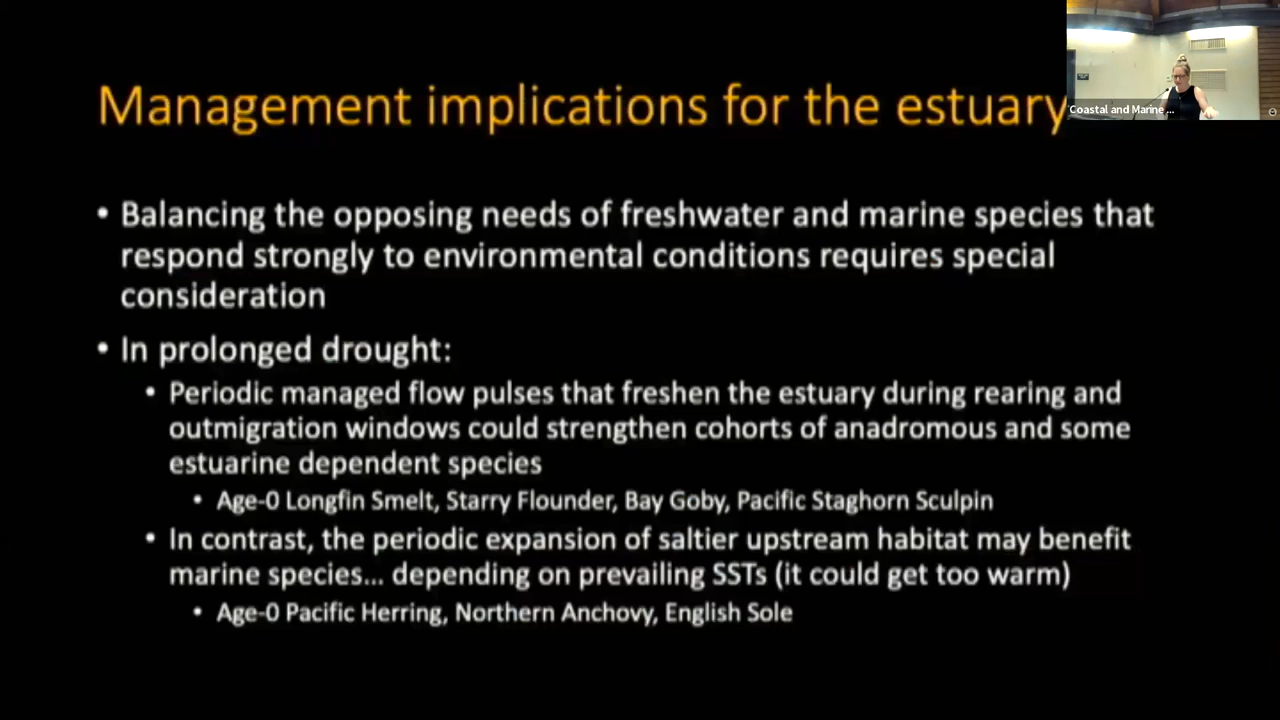 Management implications for the estuary
Coastal and Marine ...
• Balancing the opposing needs of freshwater and marine species that
respond strongly to environmental conditions requires special
consideration
• In prolonged drought:
• Periodic managed flow pulses that freshen the estuary during rearing and
outmigration windows could strengthen cohorts of anadromous and some
estuarine dependent species
• Age-0 Longfin Smelt, Starry Flounder, Bay Goby, Pacific Staghorn Sculpin
• In contrast, the periodic expansion of saltier upstream habitat may benefit
marine species... depending on prevailing SSTs (it could get too warm)
• Age-0 Pacific Herring, Northern Anchovy, English Sole